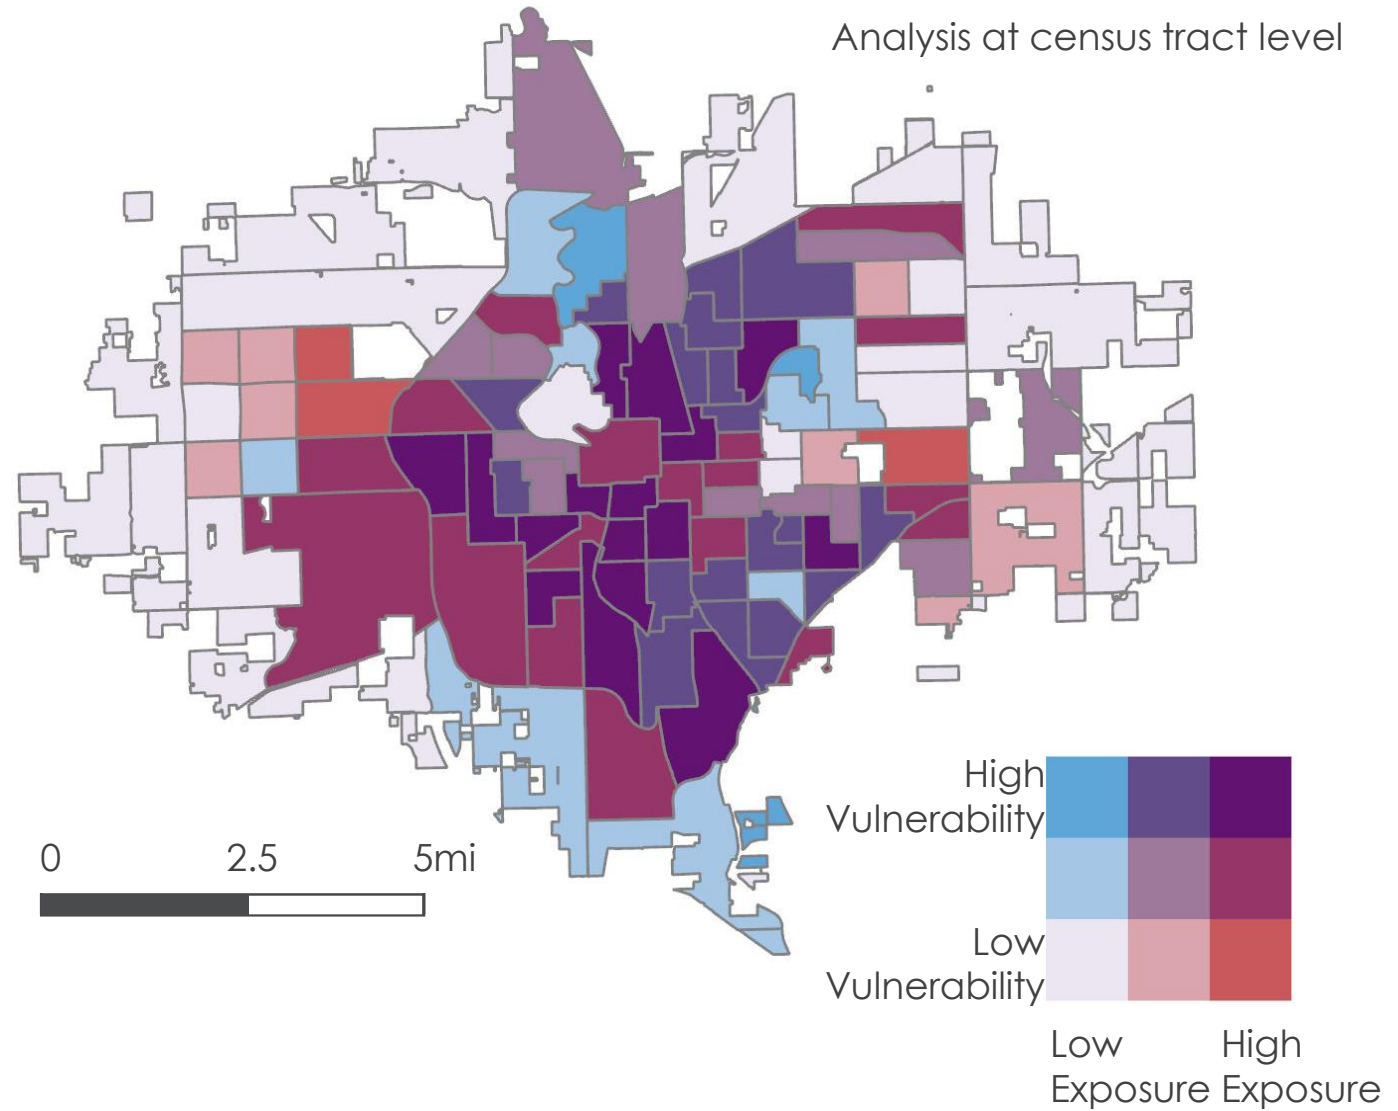 Analysis at census tract level
0 2.5 5mi
High
Vulnerability
Low
Vulnerability
Low High
Exposure Exposure